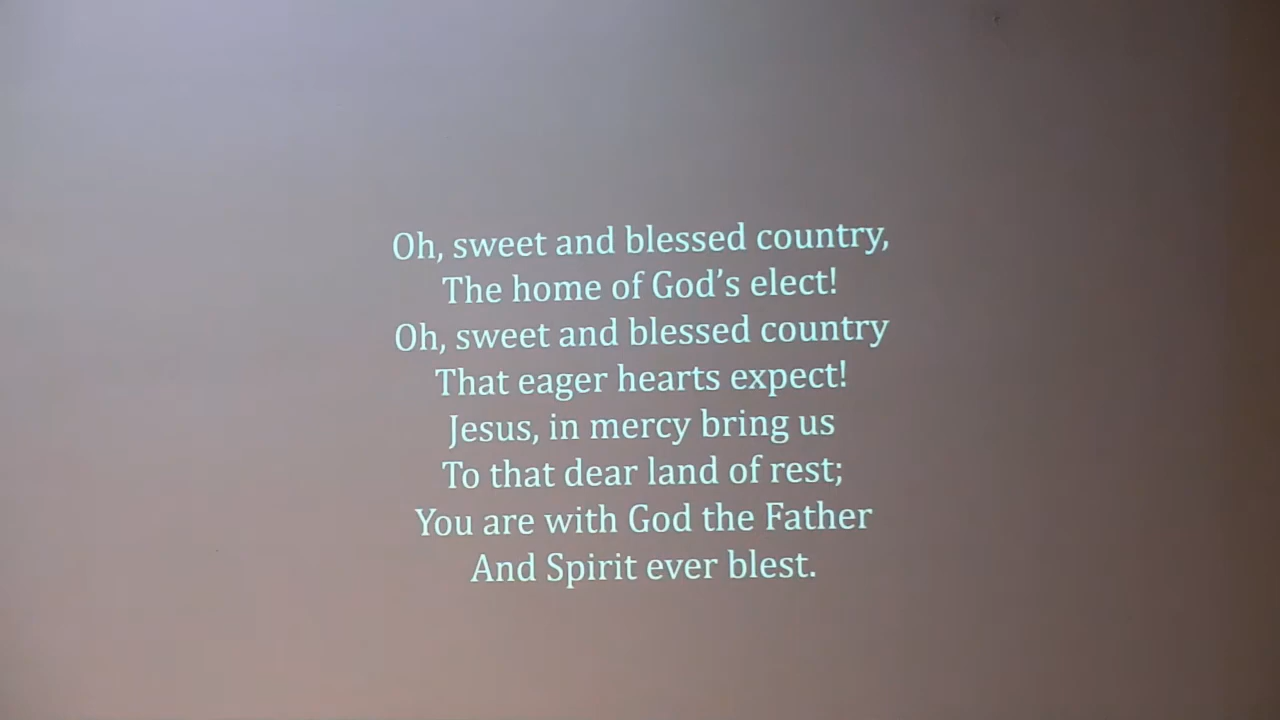 Oh, sweet and blessed country,
The home of God’s elect!
Oh, sweet and blessed country
That eager hearts expect!
Jesus, in mercy bring us
To that dear land of rest;
You are with God the Father
And Spirit ever blest.